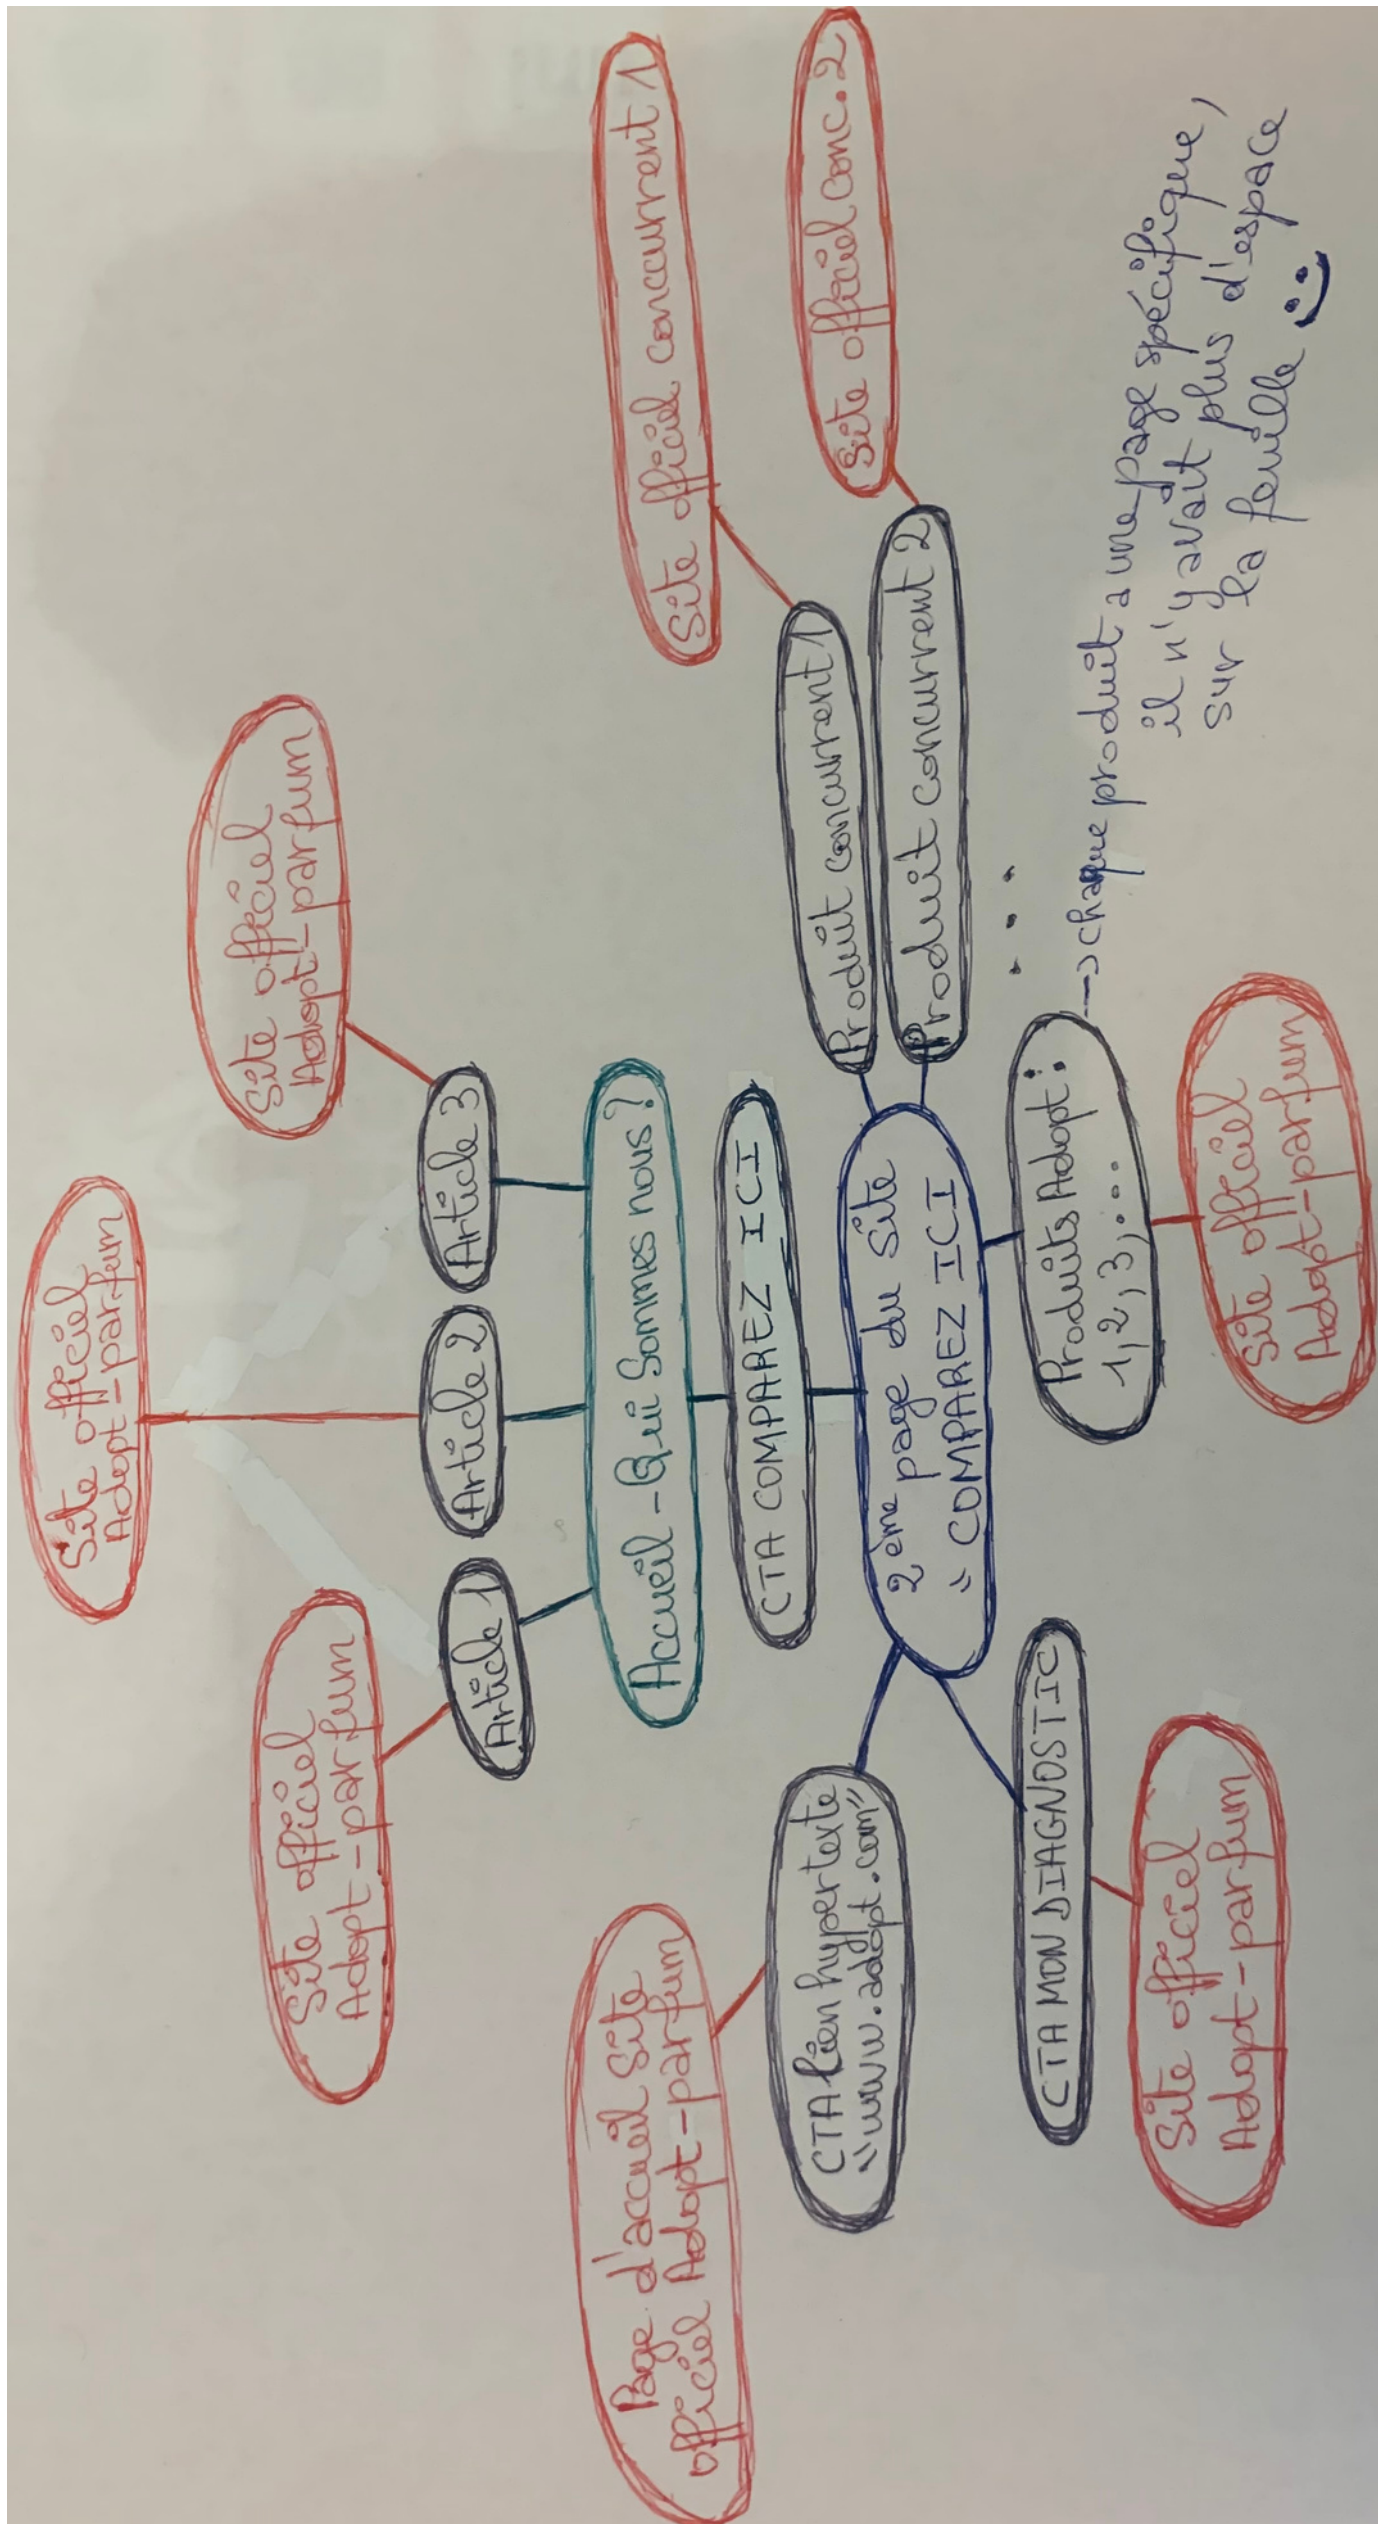 Site officiel
Adopt-parfum
Site officiel
Adopt-parfum
Site officiel
Adopt-parfum
Article 1
Article 2
Article 3
Accueil - Qui Sommes nous?
Site officiel concurrent 1
Page d'accueil Site
officiel Adopt-parfum
CTA COMPAREZ ICI
CTA lien hypertexte
"www.adopt.com"
2ème page du Site
"COMPAREZ ICI
Produit concurrent 1
Produit concurrent 2
Site officiel conc. 2
...
CTA MON DIAGNOSTIC
Produits Adopt:
1, 2, 3, ...
--> chaque produit a une page spécifique,
il n'y avait plus d'espace
sur la feuille :)
Site officiel
Adopt-parfum
Site officiel
Adopt-parfum